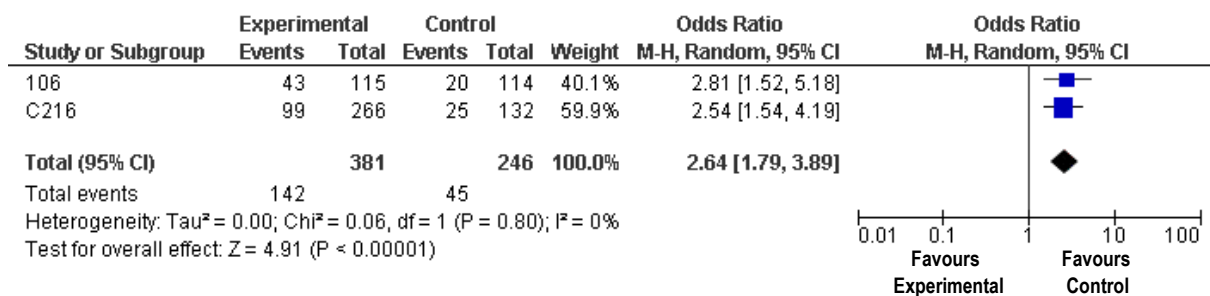 Experimental Control Odds Ratio Odds Ratio
Study or Subgroup Events Total Events Total Weight M-H, Random, 95% CI M-H, Random, 95% CI
106 43 115 20 114 40.1% 2.81 [1.52, 5.18]
C216 99 266 25 132 59.9% 2.54 [1.54, 4.19]
Total (95% CI) 381 246 100.0% 2.64 [1.79, 3.89]
Total events 142 45
Heterogeneity: Tau² = 0.00; Chi² = 0.06, df = 1 (P = 0.80); I² = 0%
Test for overall effect: Z = 4.91 (P < 0.00001)
0.01 0.1 1 10 100
Favours Favours
Experimental Control